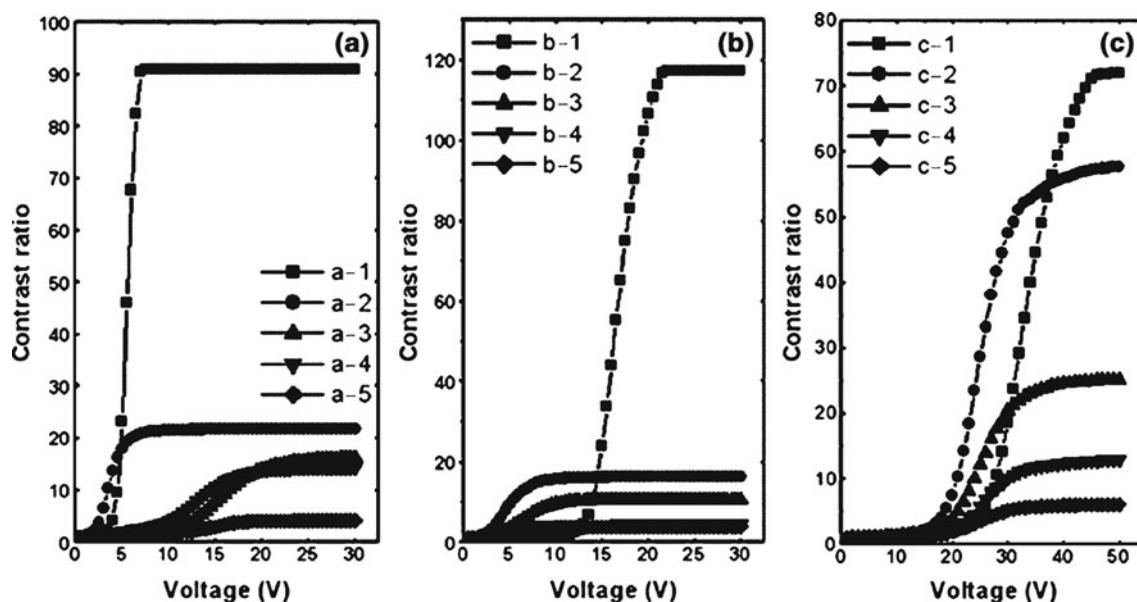 (a)
Contrast ratio
100
90
80
70
60
50
40
30
20
10
0
a-1
a-2
a-3
a-4
a-5
0 5 10 15 20 25 30
Voltage (V)
(b)
Contrast ratio
120
100
80
60
40
20
0
b-1
b-2
b-3
b-4
b-5
0 5 10 15 20 25 30
Voltage (V)
(c)
Contrast ratio
80
70
60
50
40
30
20
10
0
c-1
c-2
c-3
c-4
c-5
0 10 20 30 40 50
Voltage (V)